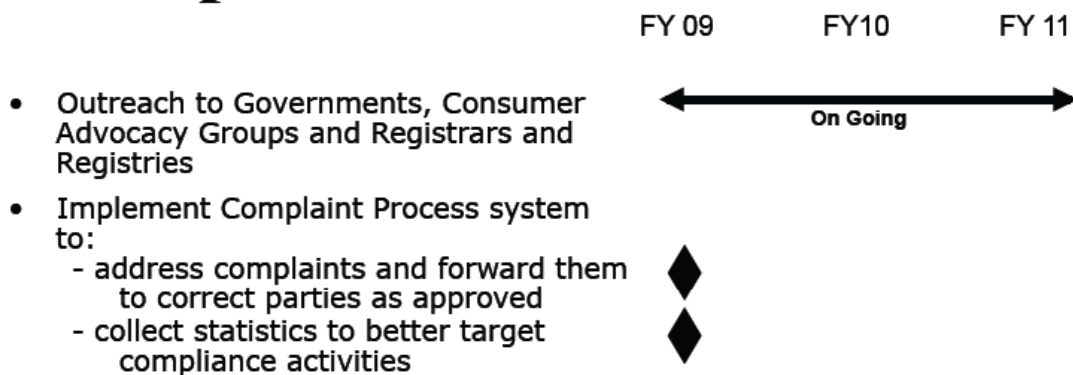 FY 09 FY10 FY 11
• Outreach to Governments, Consumer
Advocacy Groups and Registrars and
Registries
On Going
• Implement Complaint Process system
to:
- address complaints and forward them
to correct parties as approved
- collect statistics to better target
compliance activities